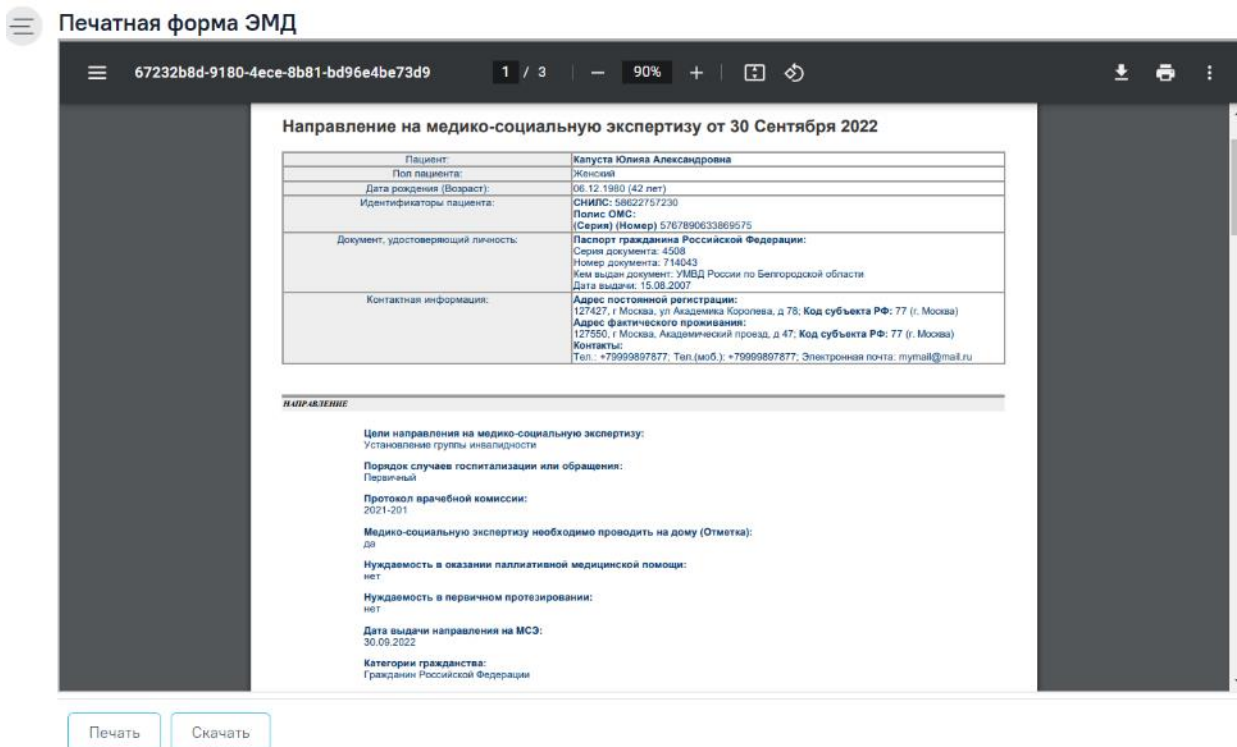 Печатная форма ЭМД
67232b8d-9180-4ece-8b81-bd96e4be73d9 1 / 3 90%
Направление на медико-социальную экспертизу от 30 Сентября 2022
Пациент: Капуста Юлияа Александровна
Пол пациента: Женский
Дата рождения (Возраст): 06.12.1980 (42 лет)
Идентификаторы пациента: СНИЛС: 58622757230
Полис ОМС:
(Серия) (Номер) 5767890633869575
Документ, удостоверяющий личность: Паспорт гражданина Российской Федерации:
Серия документа: 4508
Номер документа: 714043
Кем выдан документ: УМВД России по Белгородской области
Дата выдачи: 15.08.2007
Контактная информация: Адрес постоянной регистрации:
127427, г Москва, ул Академика Королева, д 78; Код субъекта РФ: 77 (г. Москва)
Адрес фактического проживания:
127550, г Москва, Академический проезд, д 47; Код субъекта РФ: 77 (г. Москва)
Контакты:
Тел.: +79999897877; Тел.(моб.): +79999897877; Электронная почта: mymail@mail.ru
НАПРАВЛЕНИЕ
Цели направления на медико-социальную экспертизу:
Установление группы инвалидности
Порядок случаев госпитализации или обращения:
Первичный
Протокол врачебной комиссии:
2021-201
Медико-социальную экспертизу необходимо проводить на дому (Отметка):
да
Нуждаемость в оказании паллиативной медицинской помощи:
нет
Нуждаемость в первичном протезировании:
нет
Дата выдачи направления на МСЭ:
30.09.2022
Категории гражданства:
Гражданин Российской Федерации
Печать Скачать